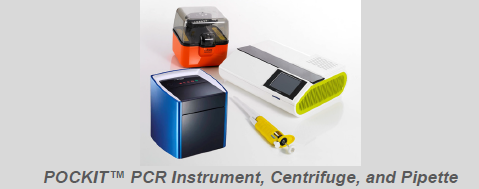 POCKIT™ PCR Instrument, Centrifuge, and Pipette